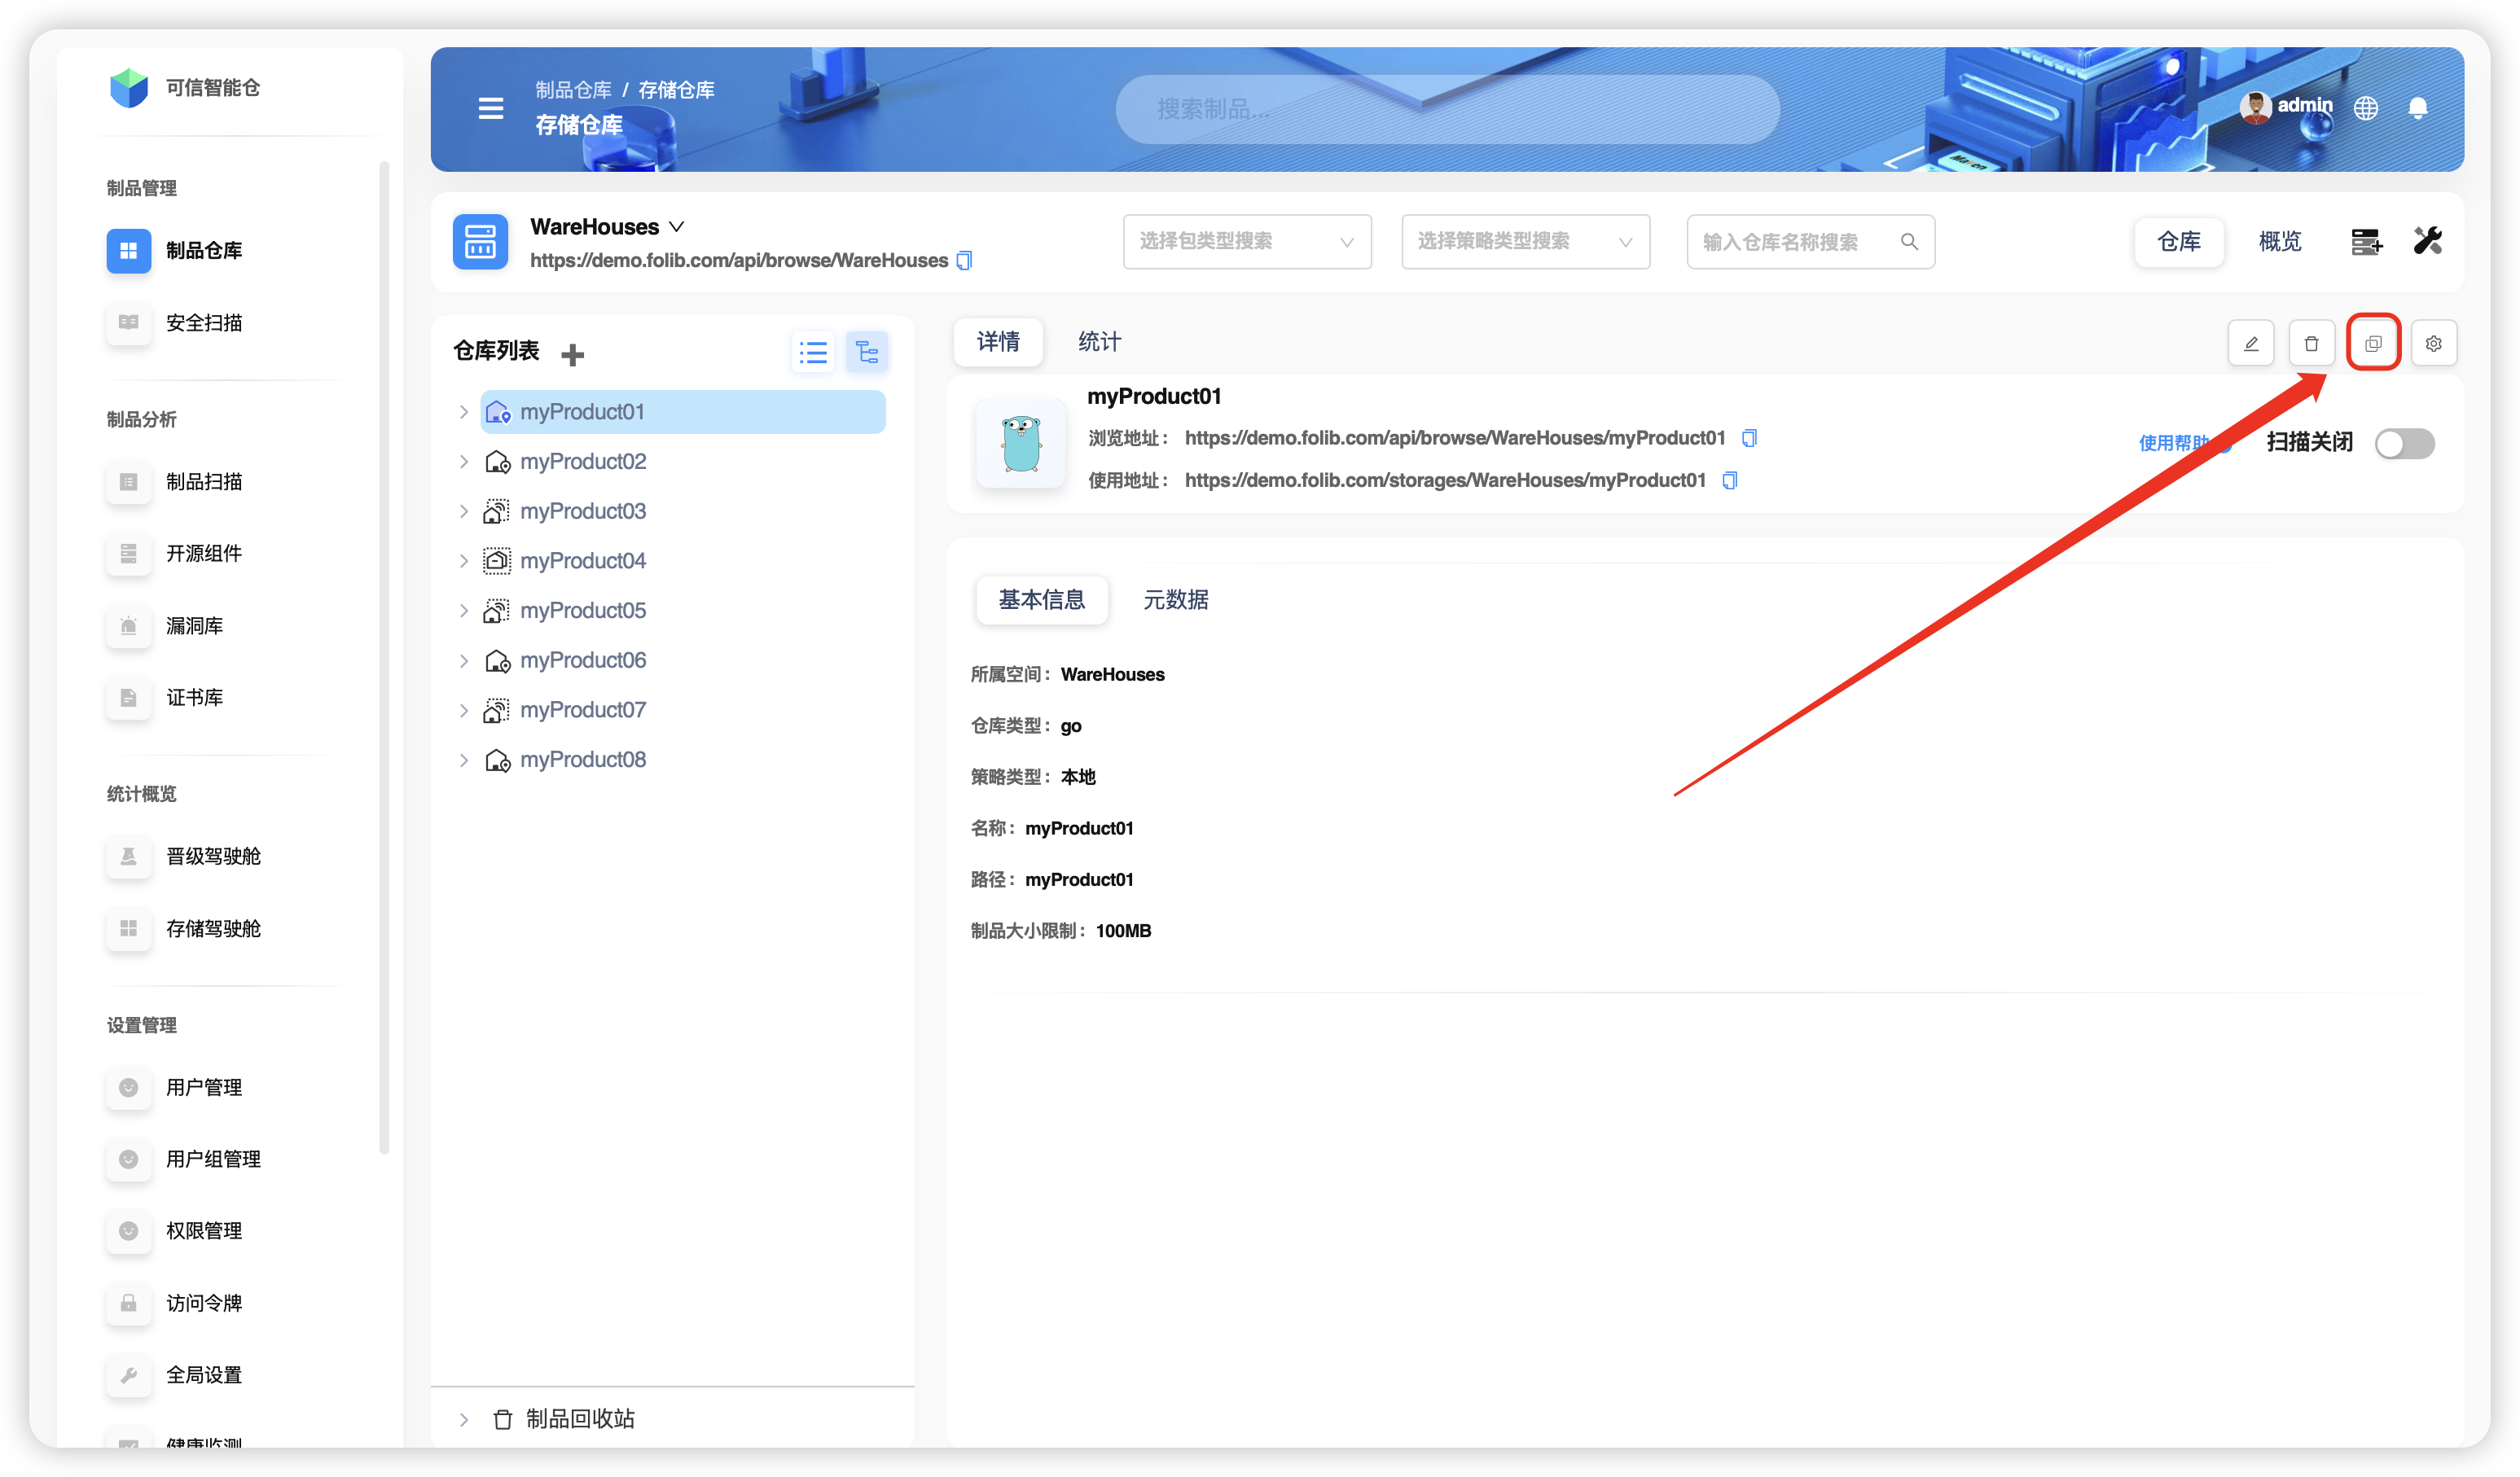 可信智能仓
制品管理
制品仓库
安全扫描
制品分析
制品扫描
开源组件
漏洞库
证书库
统计概览
晋级驾驶舱
存储驾驶舱
设置管理
用户管理
用户组管理
权限管理
访问令牌
全局设置
健康监测
制品仓库 / 存储仓库
存储仓库
搜索制品...
admin
WareHouses
https://demo.folib.com/api/browse/WareHouses
选择包类型搜索
选择策略类型搜索
输入仓库名称搜索
仓库
概览
仓库列表
myProduct01
myProduct02
myProduct03
myProduct04
myProduct05
myProduct06
myProduct07
myProduct08
制品回收站
详情
统计
myProduct01
浏览地址： https://demo.folib.com/api/browse/WareHouses/myProduct01
使用地址： https://demo.folib.com/storages/WareHouses/myProduct01
使用帮助
扫描关闭
基本信息
元数据
所属空间： WareHouses
仓库类型： go
策略类型： 本地
名称： myProduct01
路径： myProduct01
制品大小限制： 100MB